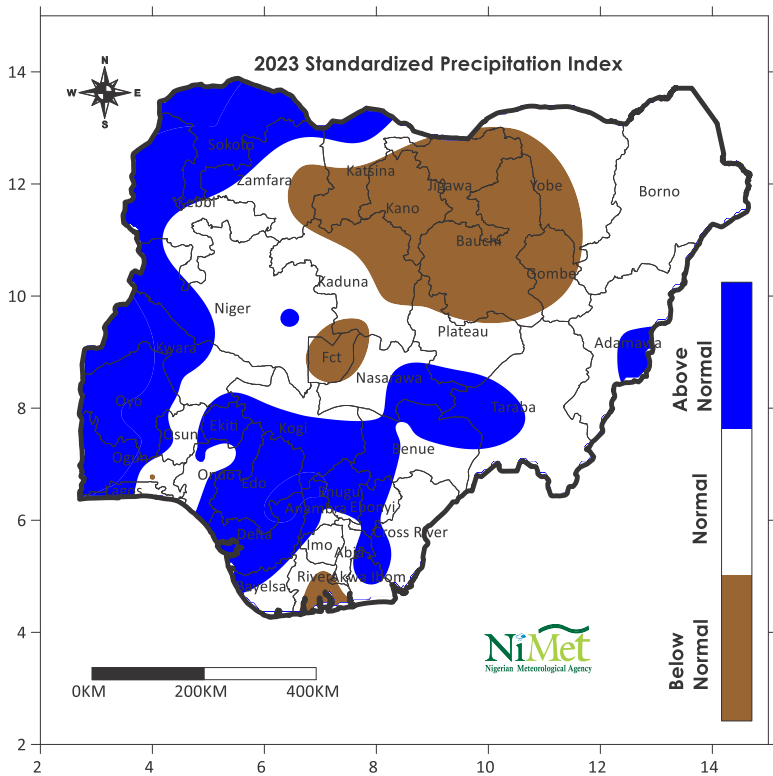 2023 Standardized Precipitation Index
N
W E
S
14
12
10
8
6
4
2
2 4 6 8 10 12 14
Sokoto
Zamfara
Kebbi
Katsina
Jigawa
Yobe
Borno
Kano
Bauchi
Gombe
Kaduna
Niger
Plateau
Adamawa
Kwara
Fct
Nasarawa
Oyo
Taraba
Osun
Ekiti
Kogi
Benue
Ogun
Ondo
Edo
Lagos
Enugu
Anambra
Ebonyi
Delta
Cross River
Imo
Abia
Rivers
Akwa Ibom
Bayelsa
Above
Normal
Normal
Below
Normal
NiMet
Nigerian Meteorological Agency
0KM 200KM 400KM